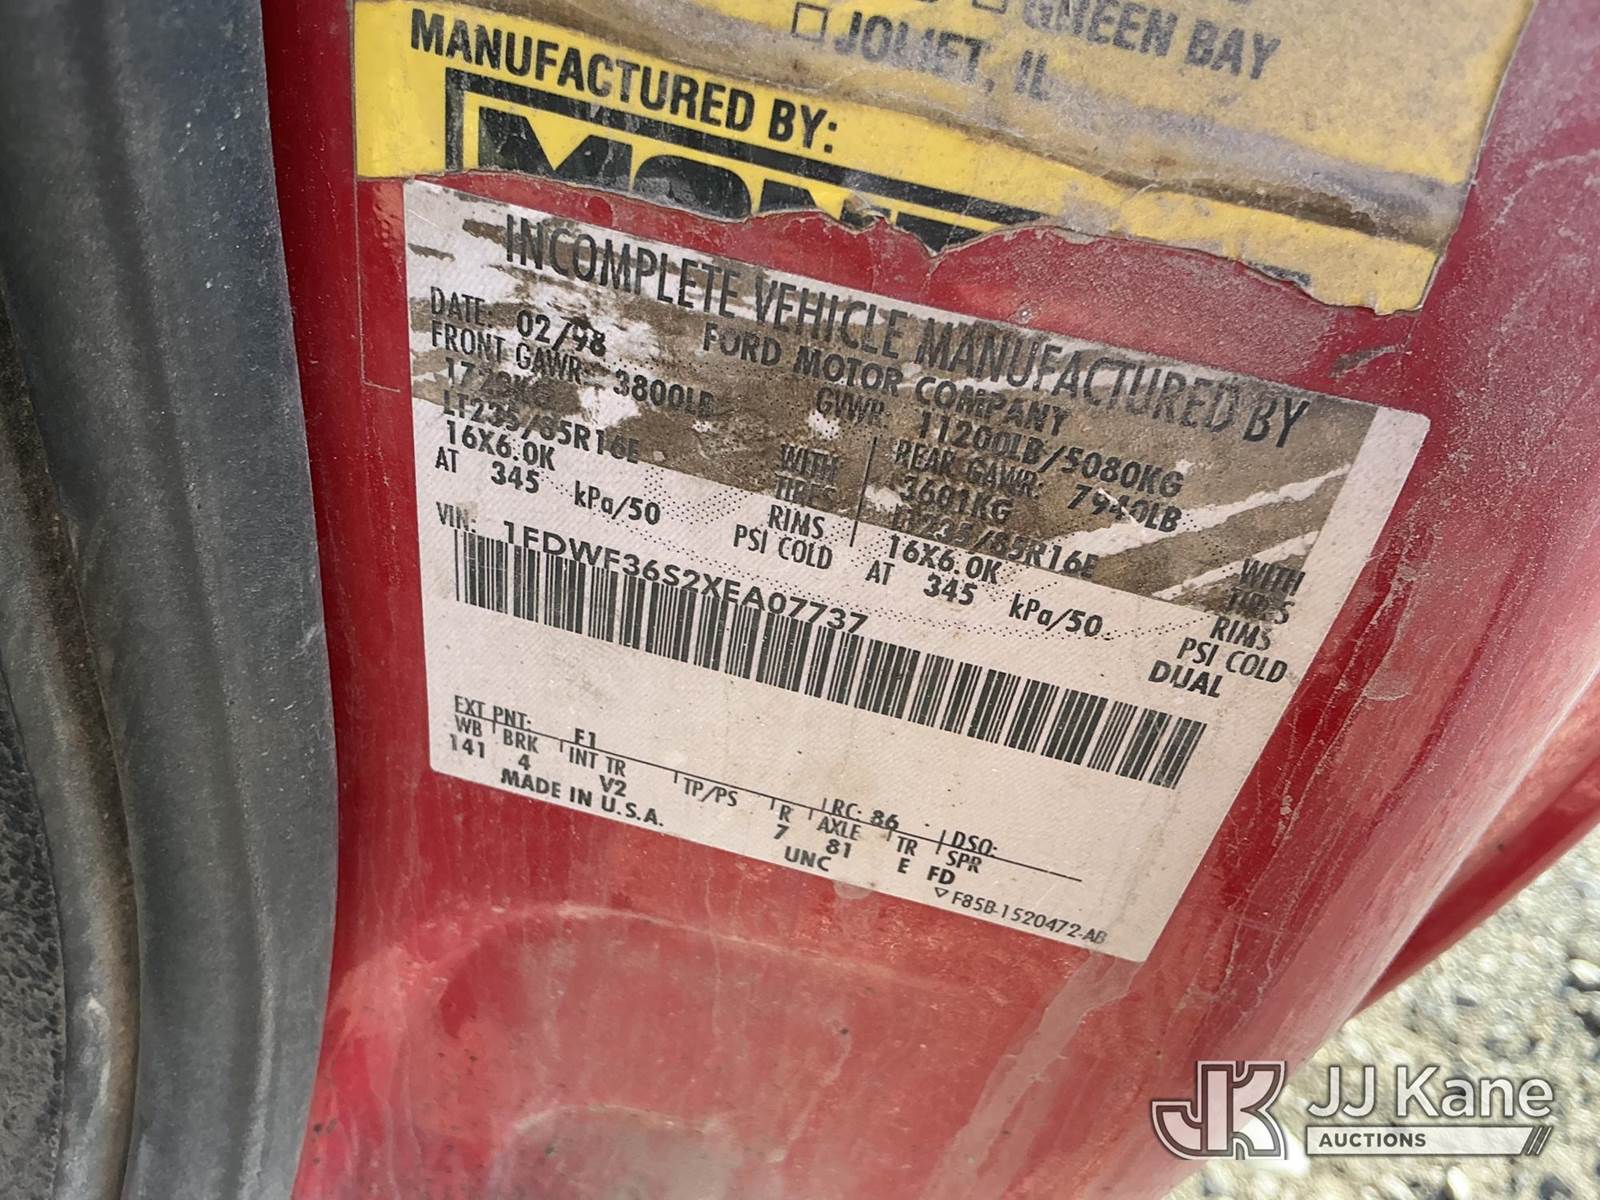 GREEN BAY
JOLIET, IL
MANUFACTURED BY:
INCOMPLETE VEHICLE MANUFACTURED BY
FORD MOTOR COMPANY
DATE: 02/98
GVWR 11200LB/5080KG
FRONT GAWR: 3800LB
REAR GAWR: 7940LB
3601KG
LT235/85R16E WITH TIRES
LT235/85R16E WITH TIRES
16X6.0K RIMS
16X6.0K RIMS
AT 345 kPa/50 PSI COLD
AT 345 kPa/50 PSI COLD
DUAL
VIN: 1FDWF36S2XEA07737
EXT PNT: F1 RC: 86 DSO:
WB BRK INT TR TP/PS R AXLE TR SPR
141 4 V2 7 81 E FD
MADE IN U.S.A. UNC
F85B-1520472-AB
JK JJ Kane
AUCTIONS